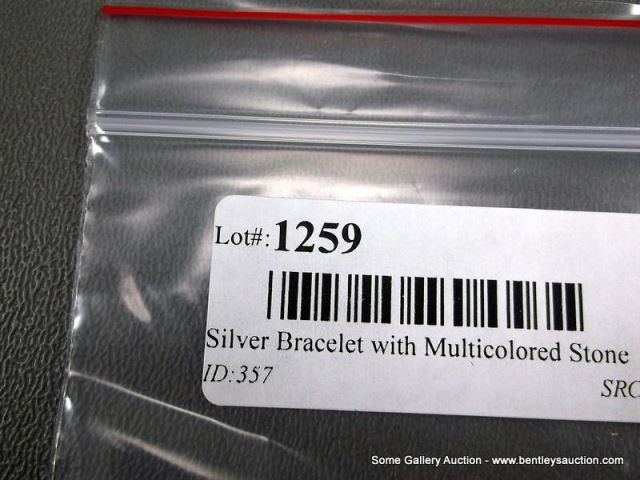 Lot#: 1259
Silver Bracelet with Multicolored Stone
ID:357
SRC
Some Gallery Auction - www.bentleysauction.com